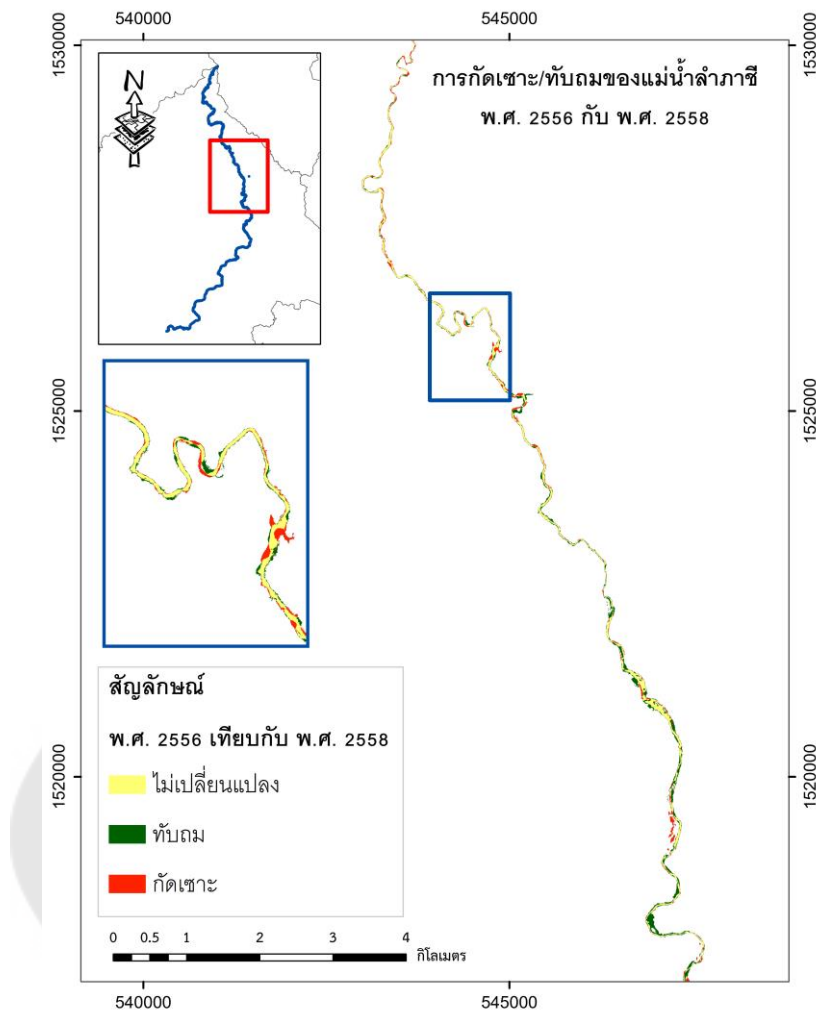 540000
545000
1530000
1530000
N
การกัดเซาะ/ทับถมของแม่น้ำลำภาชี
พ.ศ. 2556 กับ พ.ศ. 2558
1525000
1525000
สัญลักษณ์
พ.ศ. 2556 เทียบกับ พ.ศ. 2558
ไม่เปลี่ยนแปลง
ทับถม
กัดเซาะ
1520000
1520000
0 0.5 1 2 3 4
กิโลเมตร
540000
545000